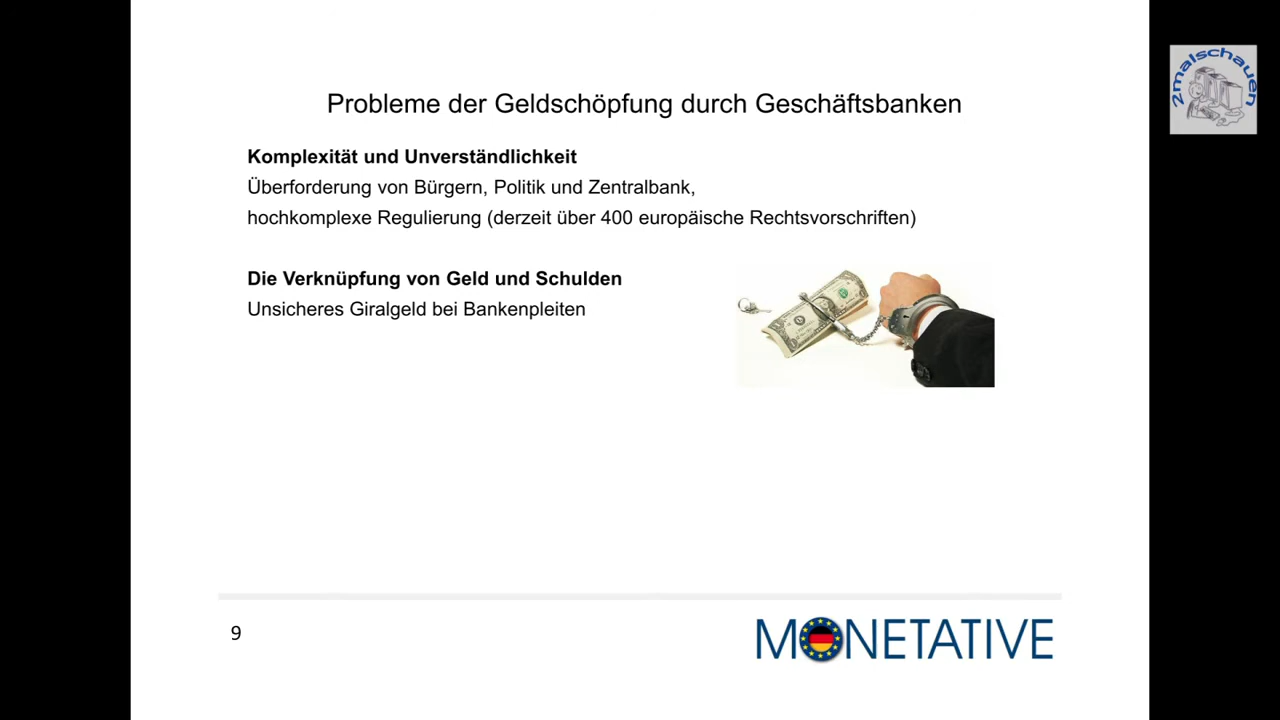 Probleme der Geldschöpfung durch Geschäftsbanken
2malschauen
Komplexität und Unverständlichkeit
Überforderung von Bürgern, Politik und Zentralbank,
hochkomplexe Regulierung (derzeit über 400 europäische Rechtsvorschriften)
Die Verknüpfung von Geld und Schulden
Unsicheres Giralgeld bei Bankenpleiten
9
MONETATIVE